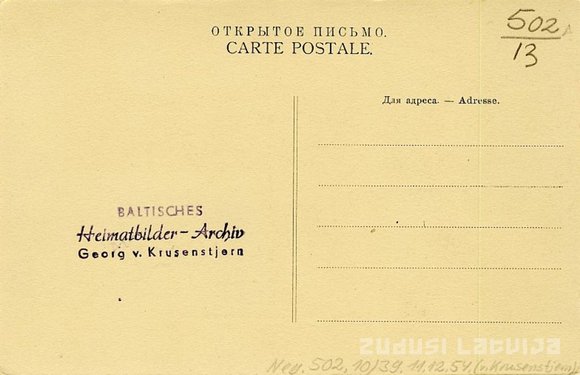 ОТКРЫТОЕ ПИСЬМО.
CARTE POSTALE.
502
13
Для адреса. — Adresse.
BALTISCHES
Heimatbilder - Archiv
Georg v. Krusenstjern
zudusi Latvija
Neg. 502, 10/39. 11.12.54. (v. Krusenstjern)